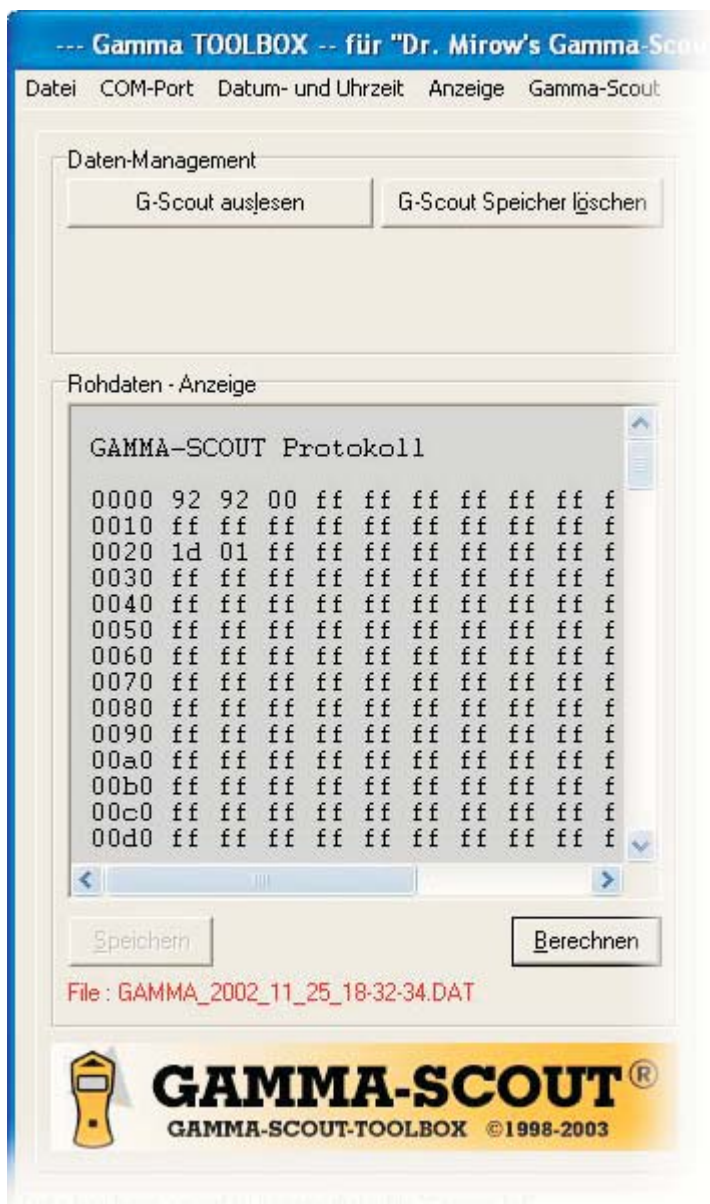 --- Gamma TOOLBOX -- für "Dr. Mirow's Gamma-Scou
Datei COM-Port Datum- und Uhrzeit Anzeige Gamma-Scout
Daten-Management
G-Scout auslesen G-Scout Speicher löschen
Rohdaten - Anzeige
GAMMA-SCOUT Protokoll
0000 92 92 00 ff ff ff ff ff ff f
0010 ff ff ff ff ff ff ff ff ff f
0020 1d 01 ff ff ff ff ff ff ff f
0030 ff ff ff ff ff ff ff ff ff f
0040 ff ff ff ff ff ff ff ff ff f
0050 ff ff ff ff ff ff ff ff ff f
0060 ff ff ff ff ff ff ff ff ff f
0070 ff ff ff ff ff ff ff ff ff f
0080 ff ff ff ff ff ff ff ff ff f
0090 ff ff ff ff ff ff ff ff ff f
00a0 ff ff ff ff ff ff ff ff ff f
00b0 ff ff ff ff ff ff ff ff ff f
00c0 ff ff ff ff ff ff ff ff ff f
00d0 ff ff ff ff ff ff ff ff ff f
Speichern Berechnen
File : GAMMA_2002_11_25_18-32-34.DAT
GAMMA-SCOUT®
GAMMA-SCOUT-TOOLBOX ©1998-2003